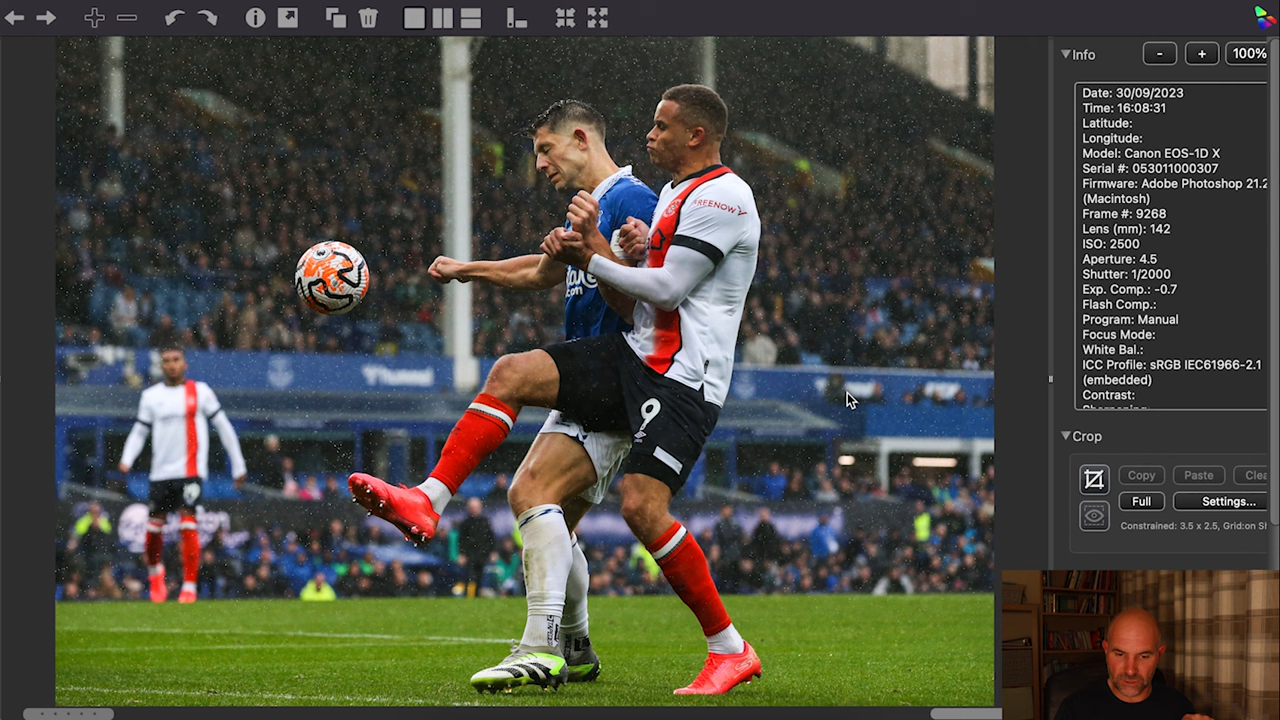 Info
-
+
100%
Date: 30/09/2023
Time: 16:08:31
Latitude:
Longitude:
Model: Canon EOS-1D X
Serial #: 053011000307
Firmware: Adobe Photoshop 21.2
(Macintosh)
Frame #: 9268
Lens (mm): 142
ISO: 2500
Aperture: 4.5
Shutter: 1/2000
Exp. Comp.: -0.7
Flash Comp.:
Program: Manual
Focus Mode:
White Bal.:
ICC Profile: sRGB IEC61966-2.1
(embedded)
Contrast:
Crop
Copy
Paste
Clea
Full
Settings...
Constrained: 3.5 x 2.5, Grid:on Sh
FREENOW
9